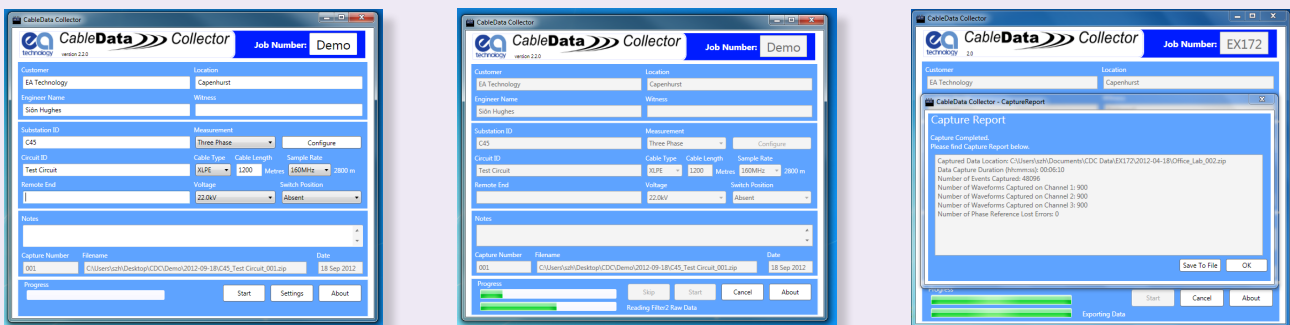 CableData Collector
ea technology
CableData Collector
version 2.2.0
Job Number: Demo
Customer Location
EA Technology Capenhurst
Engineer Name Witness
Siôn Hughes
Substation ID Measurement
C45 Three Phase Configure
Circuit ID Cable Type Cable Length Sample Rate
Test Circuit XLPE 1200 Metres 160MHz 2800 m
Remote End Voltage Switch Position
22.0kV Absent
Notes
Capture Number Filename Date
001 C:\Users\szh\Desktop\CDC\Demo\2012-09-18\C45_Test Circuit_001.zip 18 Sep 2012
Progress
Start Settings About
CableData Collector
ea technology
CableData Collector
version 2.2.0
Job Number: Demo
Customer Location
EA Technology Capenhurst
Engineer Name Witness
Siôn Hughes
Substation ID Measurement
C45 Three Phase Configure
Circuit ID Cable Type Cable Length Sample Rate
Test Circuit XLPE 1200 Metres 160MHz 2800 m
Remote End Voltage Switch Position
22.0kV Absent
Notes
Capture Number Filename Date
001 C:\Users\szh\Desktop\CDC\Demo\2012-09-18\C45_Test Circuit_001.zip 18 Sep 2012
Progress
Skip Start Cancel About
Reading Filter2 Raw Data
CableData Collector
ea technology
CableData Collector
2.0
Job Number: EX172
Customer Location
EA Technology Capenhurst
CableData Collector - CaptureReport
Capture Report
Capture Completed.
Please find Capture Report below.
Captured Data Location: C:\Users\szh\Documents\CDC Data\EX172\2012-04-18\Office_Lab_002.zip
Data Capture Duration (hh:mm:ss): 00:06:10
Number of Events Captured: 48096
Number of Waveforms Captured on Channel 1: 900
Number of Waveforms Captured on Channel 2: 900
Number of Waveforms Captured on Channel 3: 900
Number of Phase Reference Lost Errors: 0
Save To File OK
Progress
Start Cancel About
Exporting Data